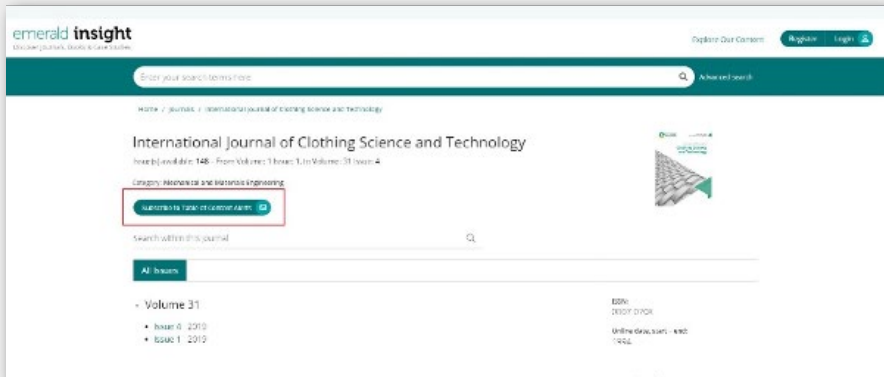 emerald insight
Discover Journals, Books & Case Studies
Explore Our Content
Register
Login
Enter your search terms here
Advanced search
Home / Journals / International Journal of Clothing Science and Technology
International Journal of Clothing Science and Technology
Issue(s) available: 148 – From Volume: 1 Issue: 1, to Volume: 31 Issue: 4
Category: Mechanical and Materials Engineering
Subscribe to Table of Content Alerts
Search within this journal
All Issues
Volume 31
Issue 4 2019
Issue 1 2019
ISSN:
Online date, start – end:
1994